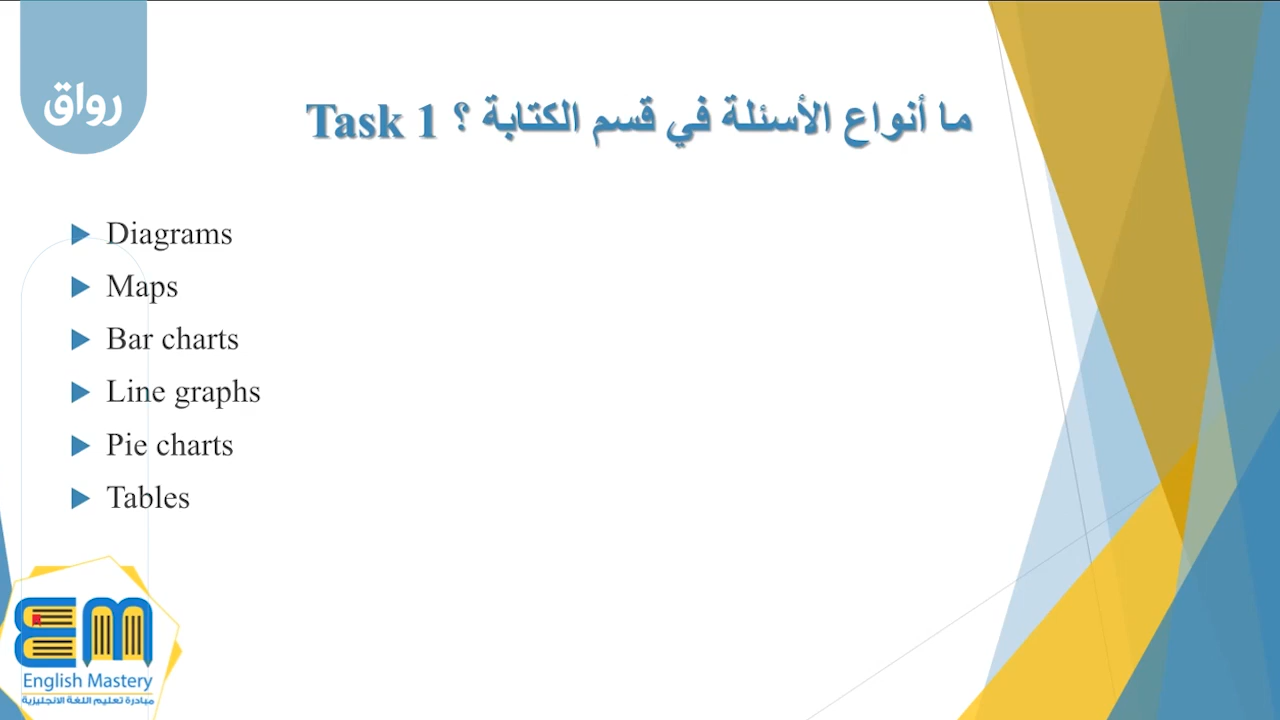 رواق
ما أنواع الأسئلة في قسم الكتابة ؟ Task 1
Diagrams
Maps
Bar charts
Line graphs
Pie charts
Tables
EM
English Mastery
مبادرة تعليم اللغة الانجليزية